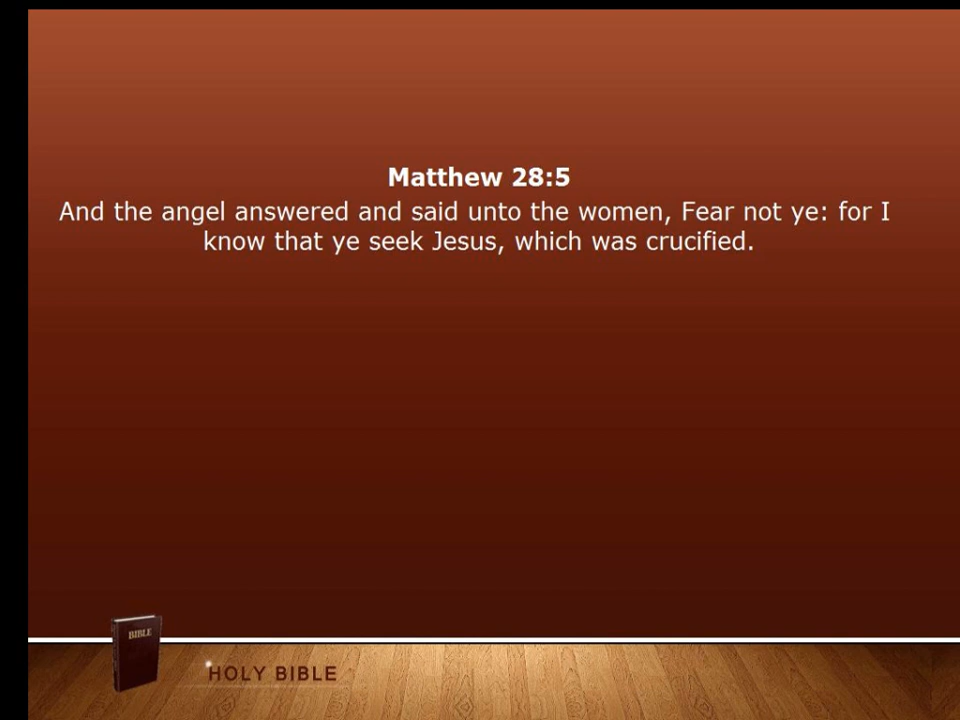 Matthew 28:5
And the angel answered and said unto the women, Fear not ye: for I
know that ye seek Jesus, which was crucified.
BIBLE
HOLY BIBLE